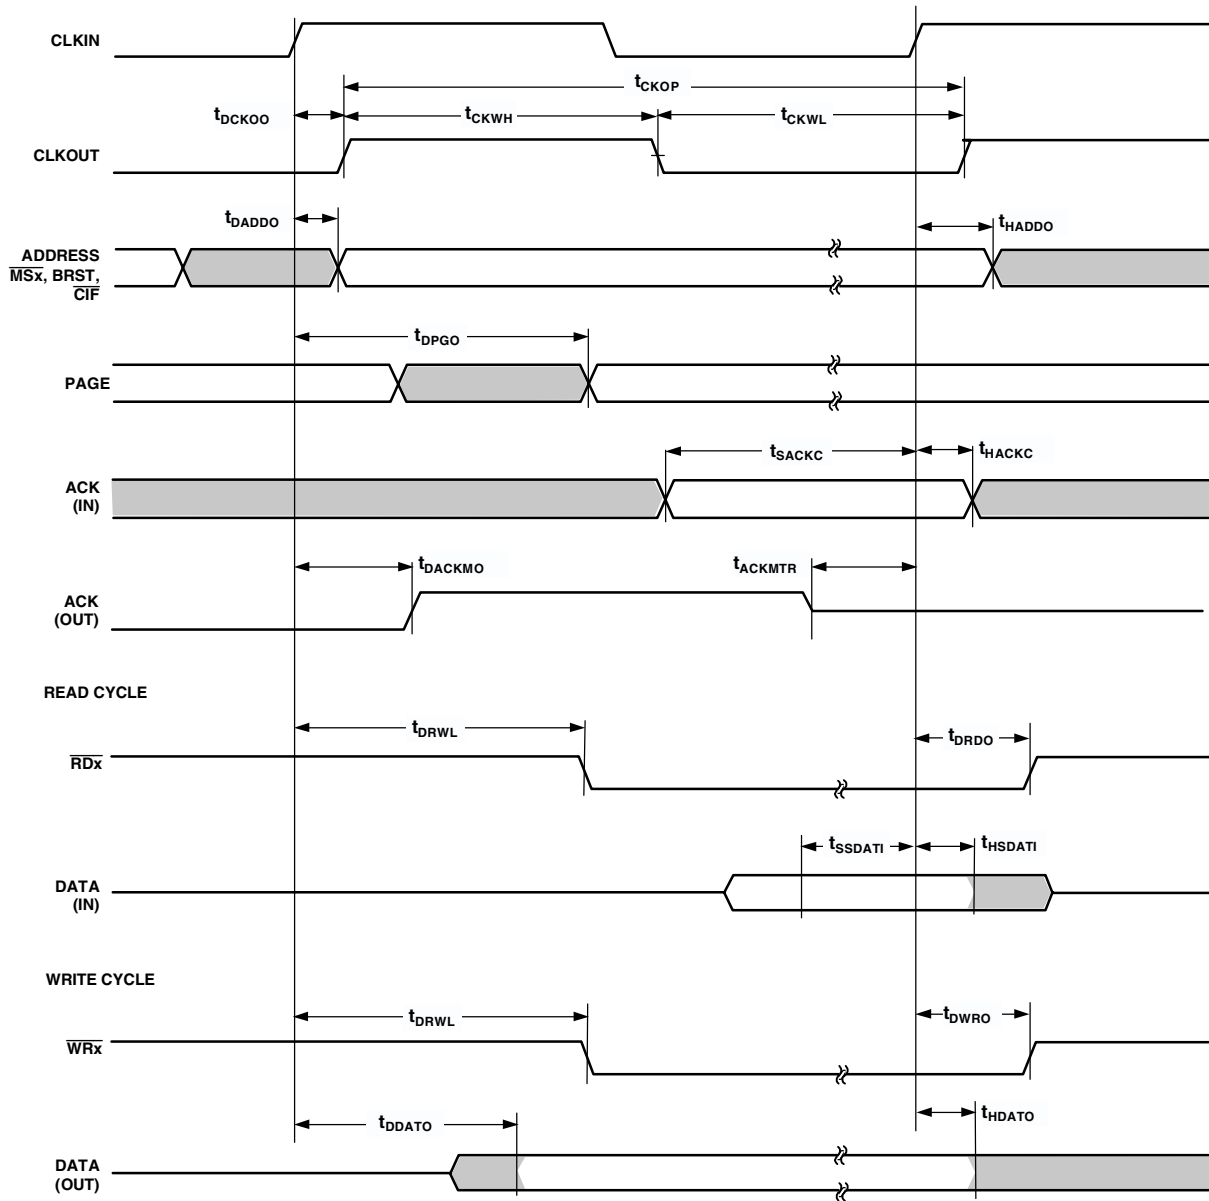 CLKIN
tCKOP
tDCKOO
tCKWH
tCKWL
CLKOUT
tDADDO
tHADDO
ADDRESS
MSx, BRST,
CIF
tDPGO
PAGE
tSACKC
tHACKC
ACK
(IN)
tDACKMO
tACKMTR
ACK
(OUT)
READ CYCLE
tDRWL
tDRDO
RDx
tSSDATI
tHSDATI
DATA
(IN)
WRITE CYCLE
tDRWL
tDWRO
WRx
tDDATO
tHDATO
DATA
(OUT)